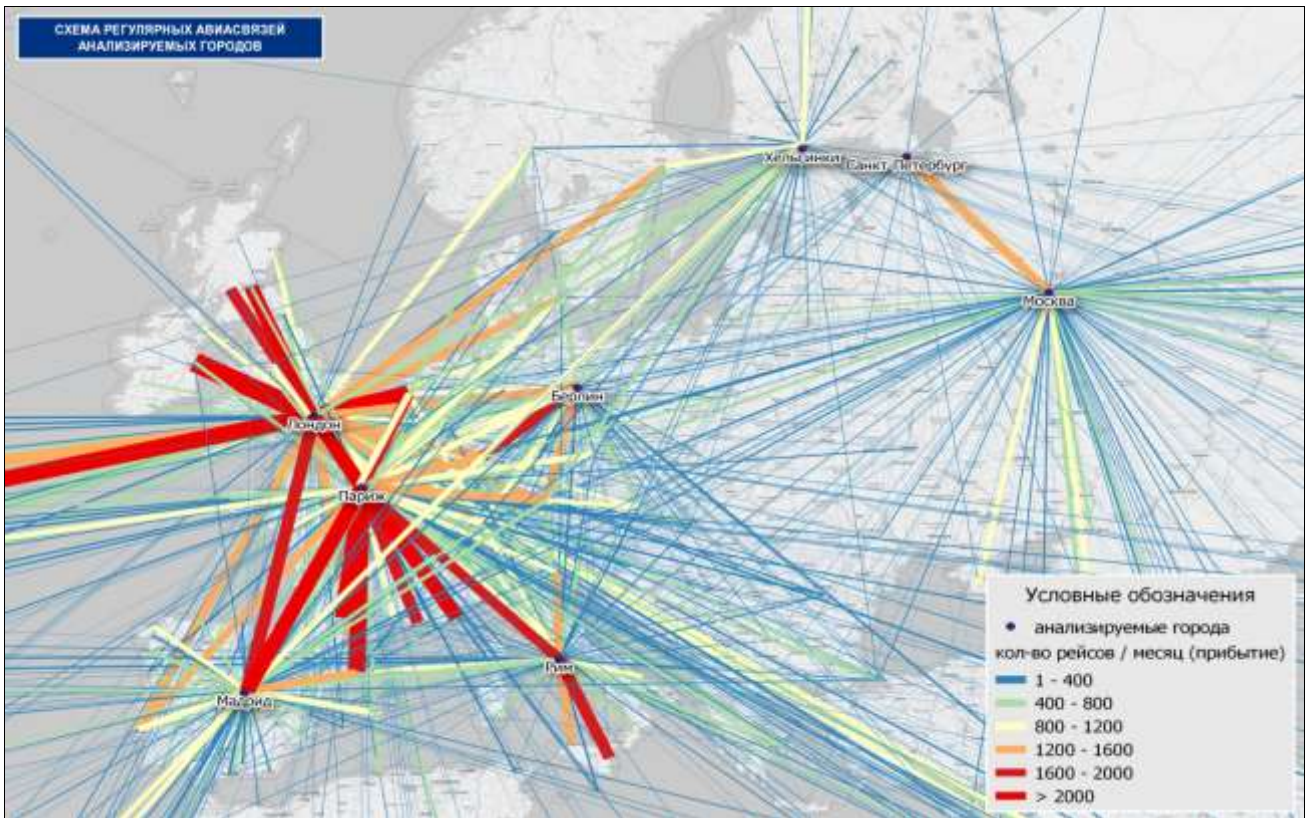 СХЕМА РЕГУЛЯРНЫХ АВИАСВЯЗЕЙ
АНАЛИЗИРУЕМЫХ ГОРОДОВ
Хельсинки
Санкт-Петербург
Москва
Берлин
Лондон
Париж
Рим
Мадрид
Условные обозначения
анализируемые города
кол-во рейсов / месяц (прибытие)
1 - 400
400 - 800
800 - 1200
1200 - 1600
1600 - 2000
> 2000